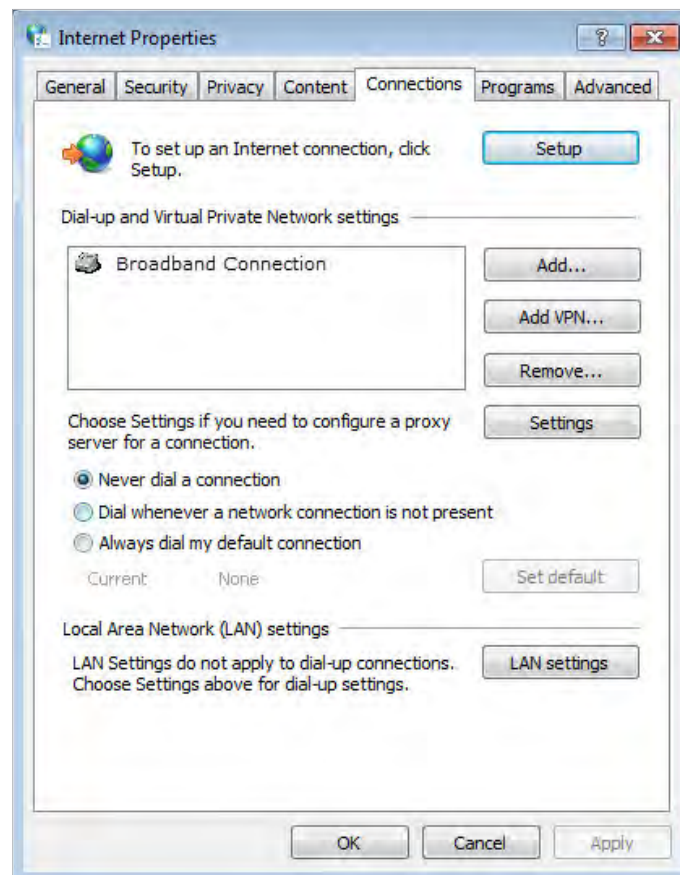 Internet Properties
General Security Privacy Content Connections Programs Advanced
To set up an Internet connection, click
Setup.
Setup
Dial-up and Virtual Private Network settings
Broadband Connection
Add...
Add VPN...
Remove...
Choose Settings if you need to configure a proxy
server for a connection.
Settings
Never dial a connection
Dial whenever a network connection is not present
Always dial my default connection
Current None
Set default
Local Area Network (LAN) settings
LAN Settings do not apply to dial-up connections.
Choose Settings above for dial-up settings.
LAN settings
OK Cancel Apply